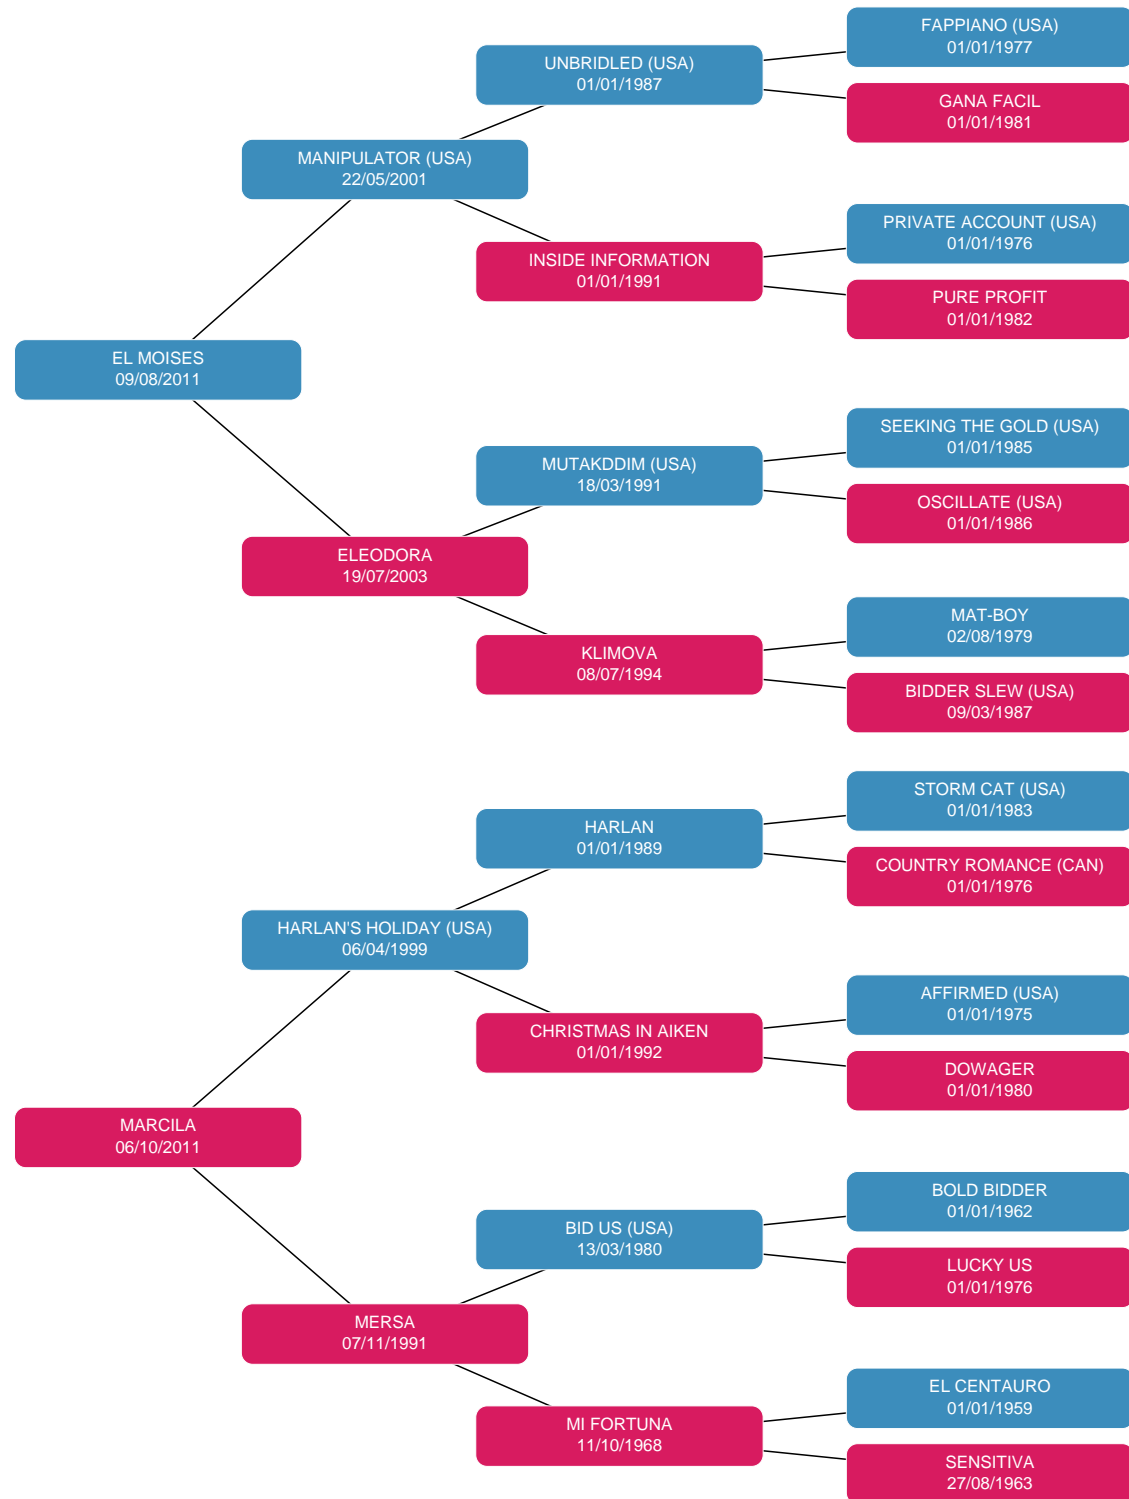 FAPPIANO (USA)
01/01/1977
UNBRIDLED (USA)
01/01/1987
GANA FACIL
01/01/1981
MANIPULATOR (USA)
22/05/2001
PRIVATE ACCOUNT (USA)
01/01/1976
INSIDE INFORMATION
01/01/1991
PURE PROFIT
01/01/1982
EL MOISES
09/08/2011
SEEKING THE GOLD (USA)
01/01/1985
MUTAKDDIM (USA)
18/03/1991
OSCILLATE (USA)
01/01/1986
ELEODORA
19/07/2003
MAT-BOY
02/08/1979
KLIMOVA
08/07/1994
BIDDER SLEW (USA)
09/03/1987
STORM CAT (USA)
01/01/1983
HARLAN
01/01/1989
COUNTRY ROMANCE (CAN)
01/01/1976
HARLAN'S HOLIDAY (USA)
06/04/1999
AFFIRMED (USA)
01/01/1975
CHRISTMAS IN AIKEN
01/01/1992
DOWAGER
01/01/1980
MARCILA
06/10/2011
BOLD BIDDER
01/01/1962
BID US (USA)
13/03/1980
LUCKY US
01/01/1976
MERSA
07/11/1991
EL CENTAURO
01/01/1959
MI FORTUNA
11/10/1968
SENSITIVA
27/08/1963